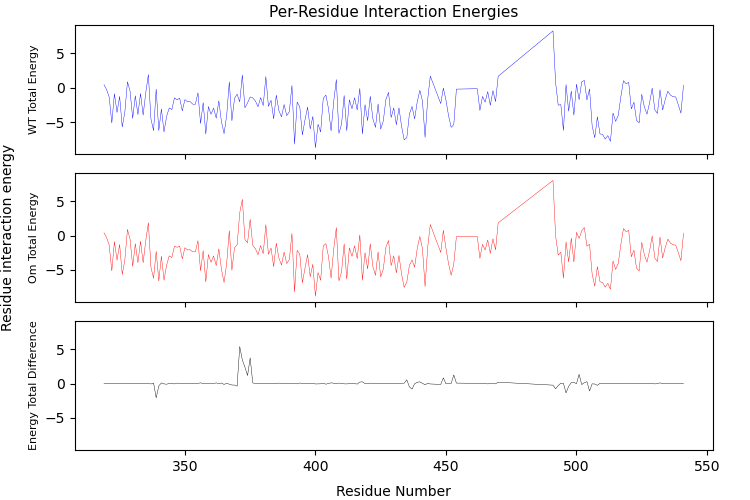 Per-Residue Interaction Energies
Residue interaction energy
WT Total Energy
5
0
−5
Om Total Energy
5
0
−5
Energy Total Difference
5
0
−5
350
400
450
500
550
Residue Number